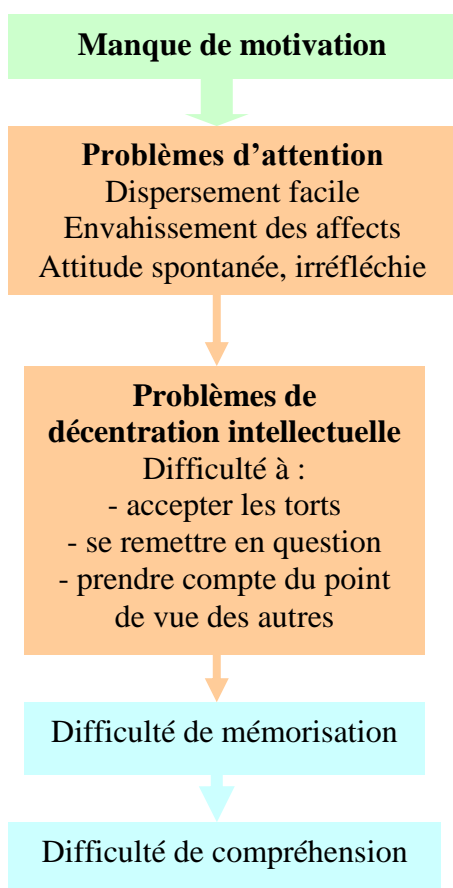 Manque de motivation
Problèmes d’attention
Dispersement facile
Envahissement des affects
Attitude spontanée, irréfléchie
Problèmes de
décentration intellectuelle
Difficulté à :
- accepter les torts
- se remettre en question
- prendre compte du point
de vue des autres
Difficulté de mémorisation
Difficulté de compréhension